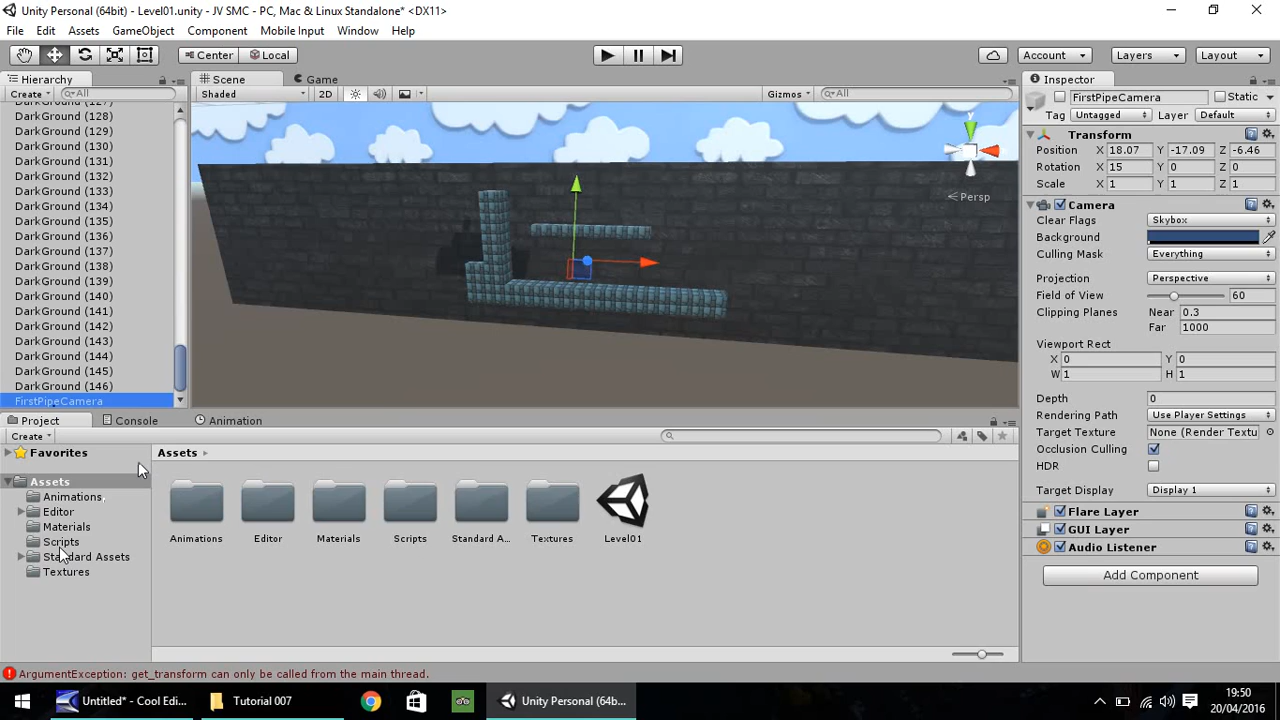 Unity Personal (64bit) - Level01.unity - JV SMC - PC, Mac & Linux Standalone* <DX11>
File Edit Assets GameObject Component Mobile Input Window Help
Center Local Account Layers Layout
Hierarchy Scene Game Inspector
Create All Shaded 2D Gizmos All FirstPipeCamera Static
Tag Untagged Layer Default
DarkGround (127)
DarkGround (128)
DarkGround (129)
DarkGround (130)
DarkGround (131)
DarkGround (132)
DarkGround (133)
DarkGround (134)
DarkGround (135)
DarkGround (136)
DarkGround (137)
DarkGround (138)
DarkGround (139)
DarkGround (140)
DarkGround (141)
DarkGround (142)
DarkGround (143)
DarkGround (144)
DarkGround (145)
DarkGround (146)
FirstPipeCamera
y
Persp
Transform
Position X 18.07 Y -17.09 Z -6.46
Rotation X 15 Y 0 Z 0
Scale X 1 Y 1 Z 1
Camera
Clear Flags Skybox
Background
Culling Mask Everything
Projection Perspective
Field of View 60
Clipping Planes Near 0.3
Far 1000
Viewport Rect
X 0 Y 0
W 1 H 1
Depth 0
Rendering Path Use Player Settings
Target Texture None (Render Textu
Occlusion Culling
HDR
Target Display Display 1
Flare Layer
GUI Layer
Audio Listener
Add Component
Project Console Animation
Create
Favorites
Assets
Animations
Editor
Materials
Scripts
Standard Assets
Textures
Assets
Animations Editor Materials Scripts Standard A... Textures Level01
ArgumentException: get_transform can only be called from the main thread.
Untitled* - Cool Edi... Tutorial 007 Unity Personal (64b... 19:50
20/04/2016